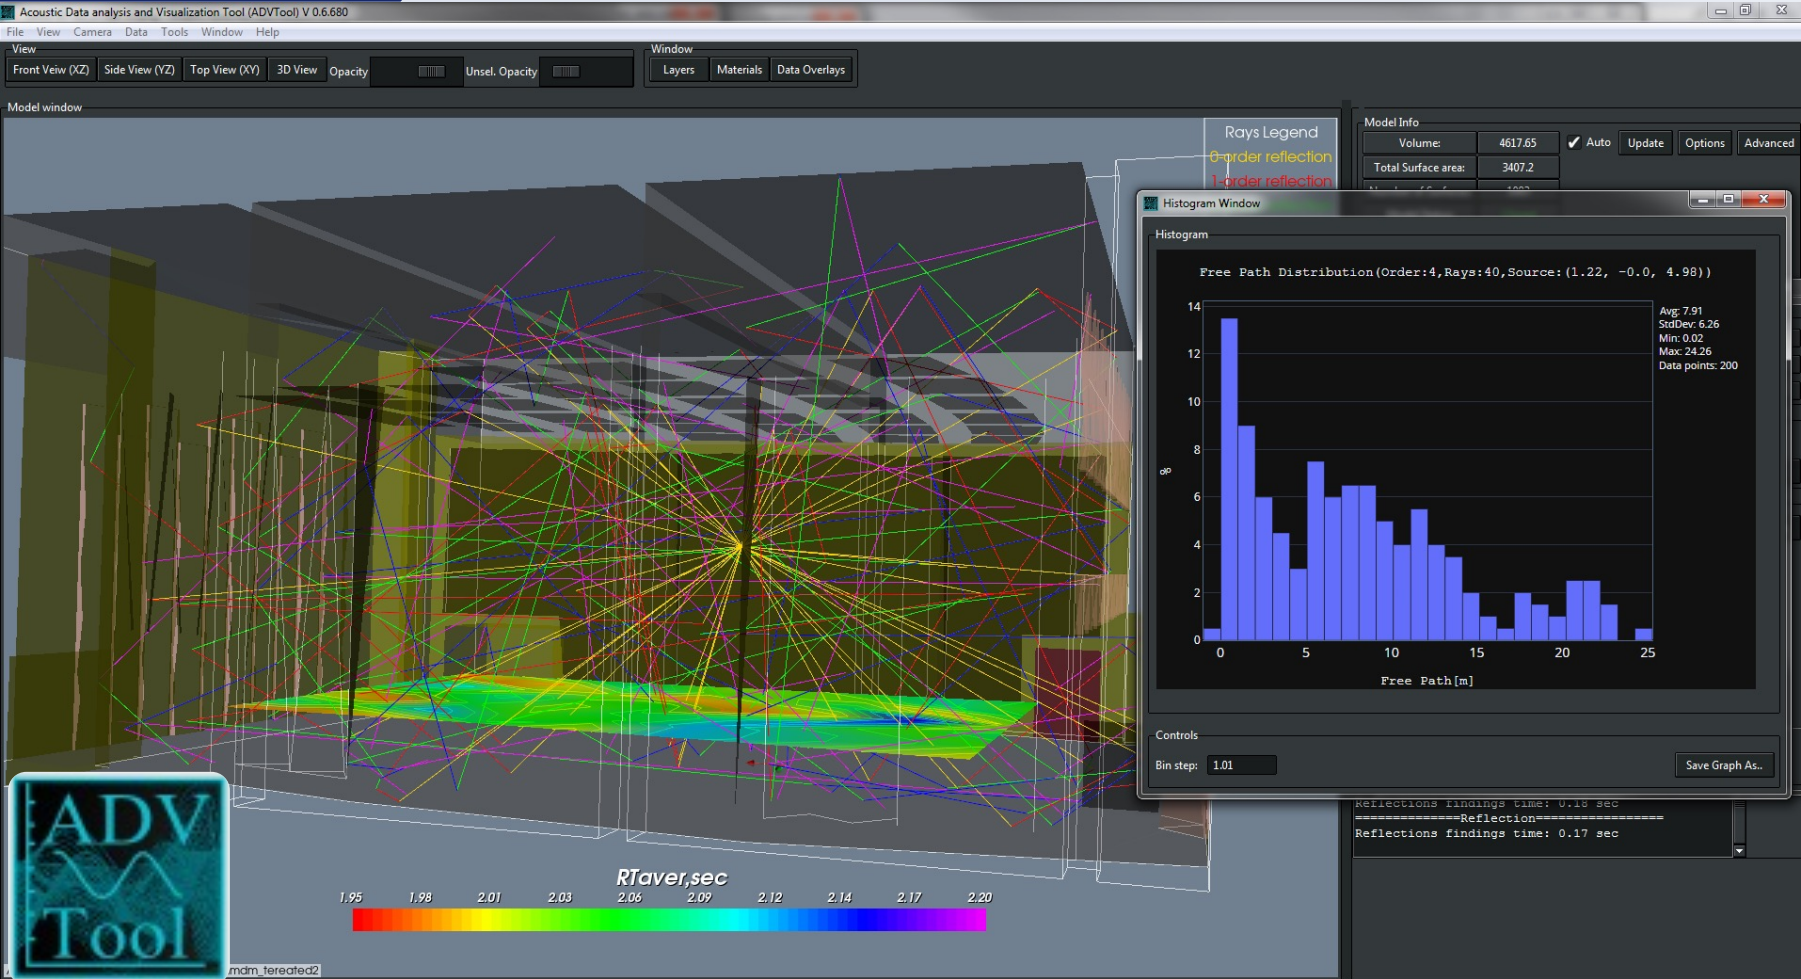 Acoustic Data analysis and Visualization Tool (ADVTool) V 0.6.680
File View Camera Data Tools Window Help
View
Front Veiw (XZ) Side View (YZ) Top View (XY) 3D View Opacity Unsel. Opacity
Window
Layers Materials Data Overlays
Model window
Rays Legend
0-order reflection
1-order reflection
Model Info
Volume: 4617.65 Auto Update Options Advanced
Total Surface area: 3407.2
Histogram Window
Histogram
Free Path Distribution(Order:4,Rays:40,Source:(1.22, -0.0, 4.98))
Avg: 7.91
StdDev: 6.26
Min: 0.02
Max: 24.26
Data points: 200
14
12
10
8
%
6
4
2
0
0 5 10 15 20 25
Free Path[m]
Controls
Bin step: 1.01 Save Graph As..
Reflections findings time: 0.18 sec
==============Reflection=================
Reflections findings time: 0.17 sec
RTaver,sec
1.95 1.98 2.01 2.03 2.06 2.09 2.12 2.14 2.17 2.20
ADV
Tool
mdm_tereated2